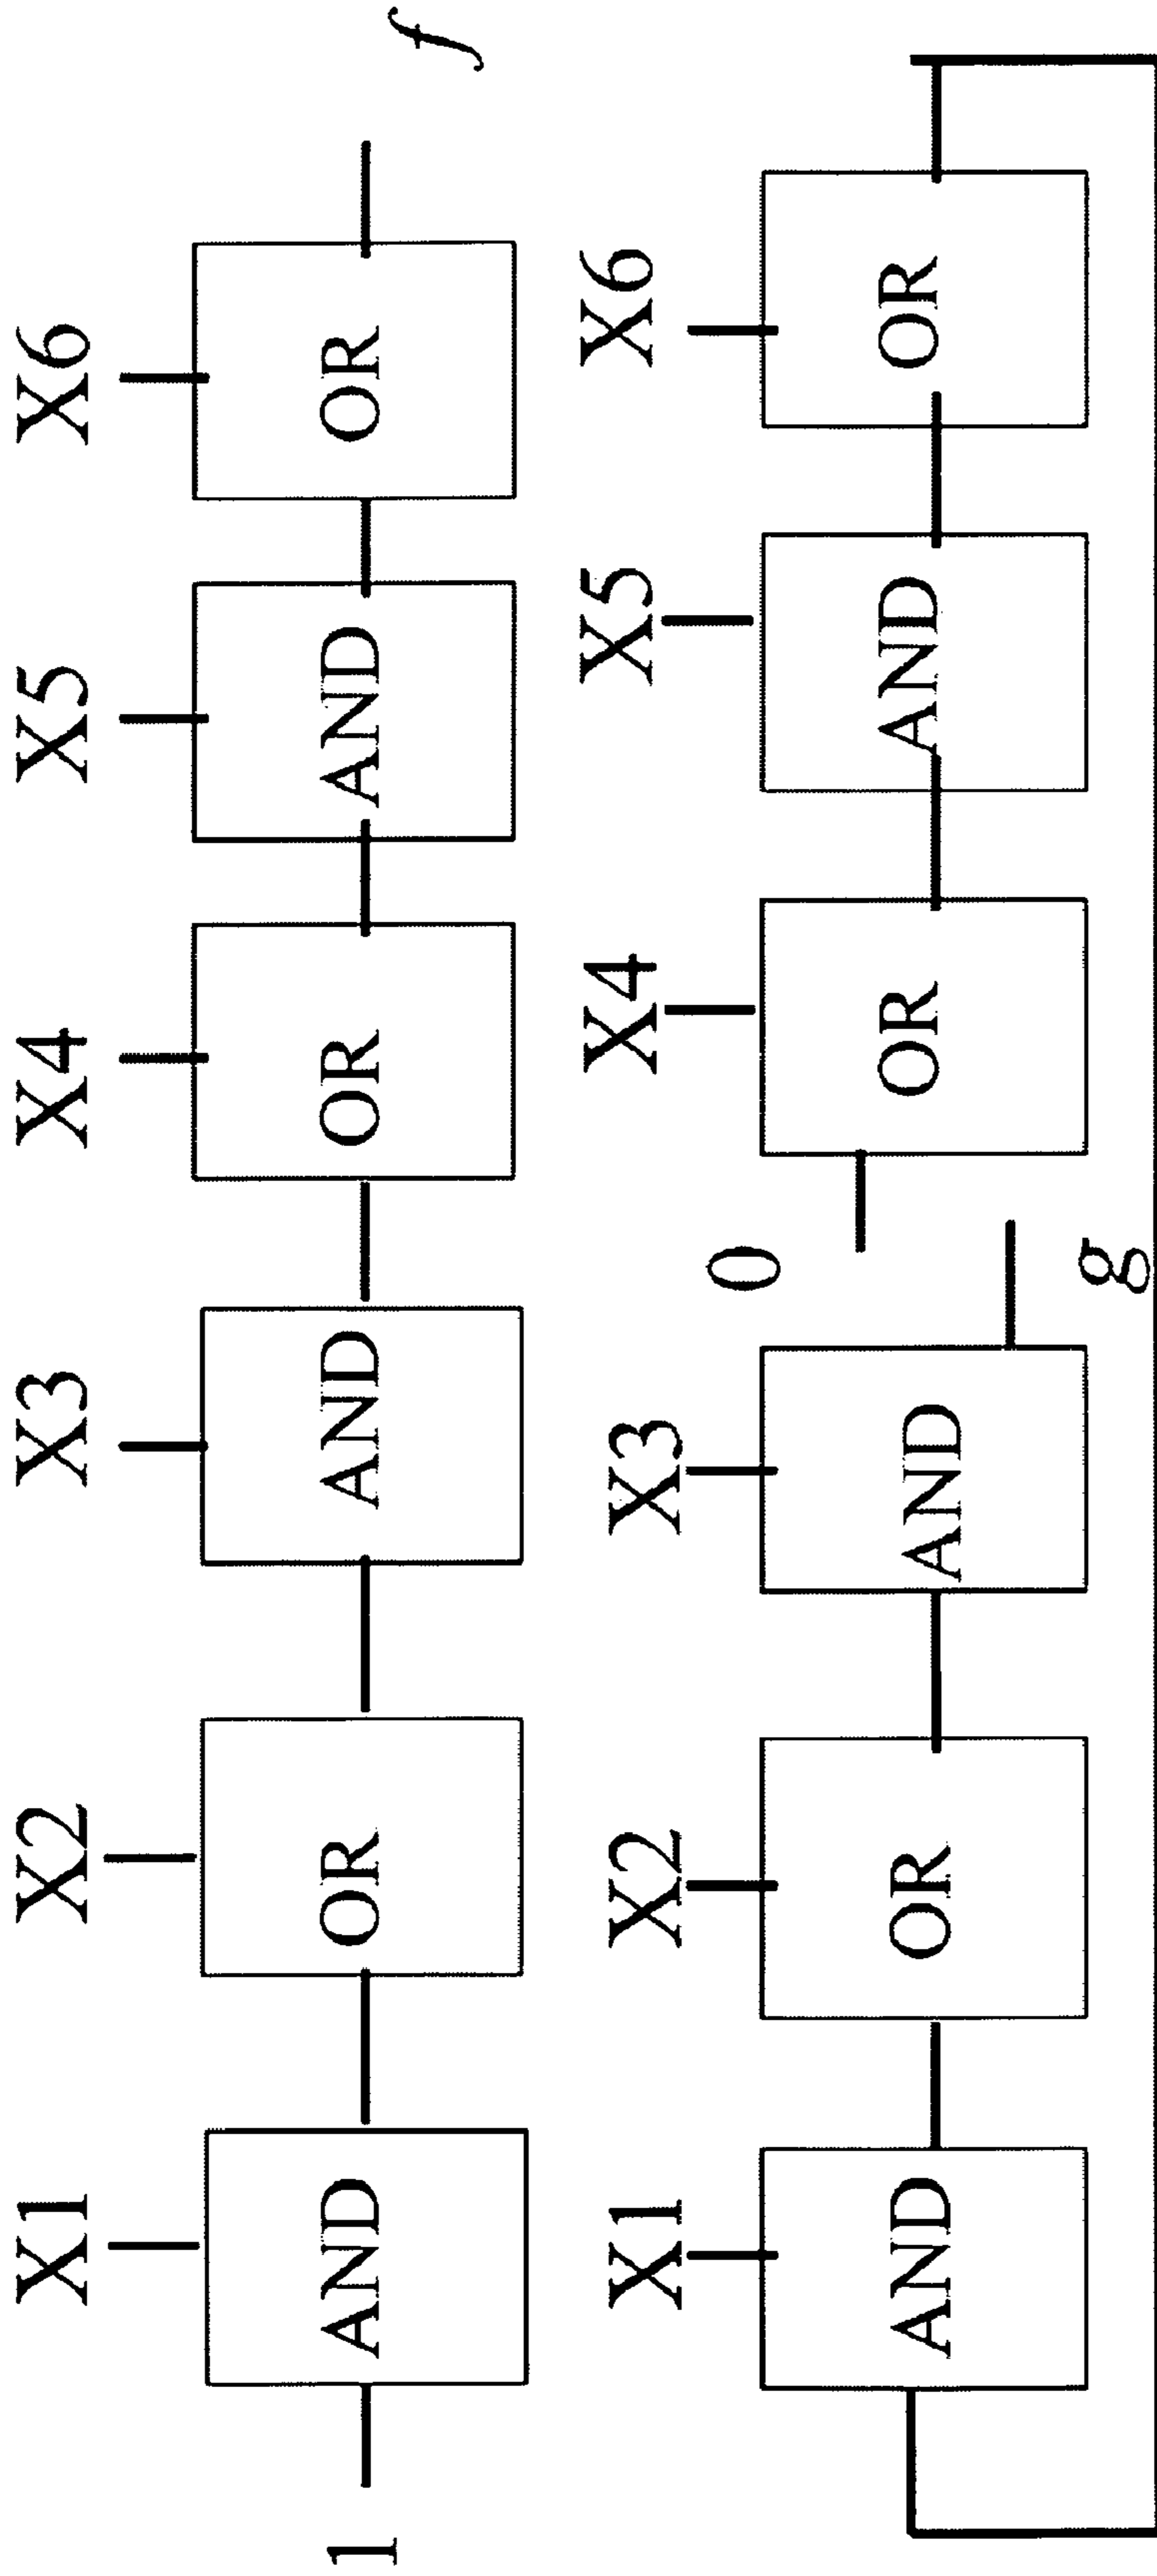 X1 X2 X3 X4 X5 X6
1 AND OR AND OR AND OR f
X1 X2 X3 0 X4 X5 X6
AND OR AND OR AND OR
g